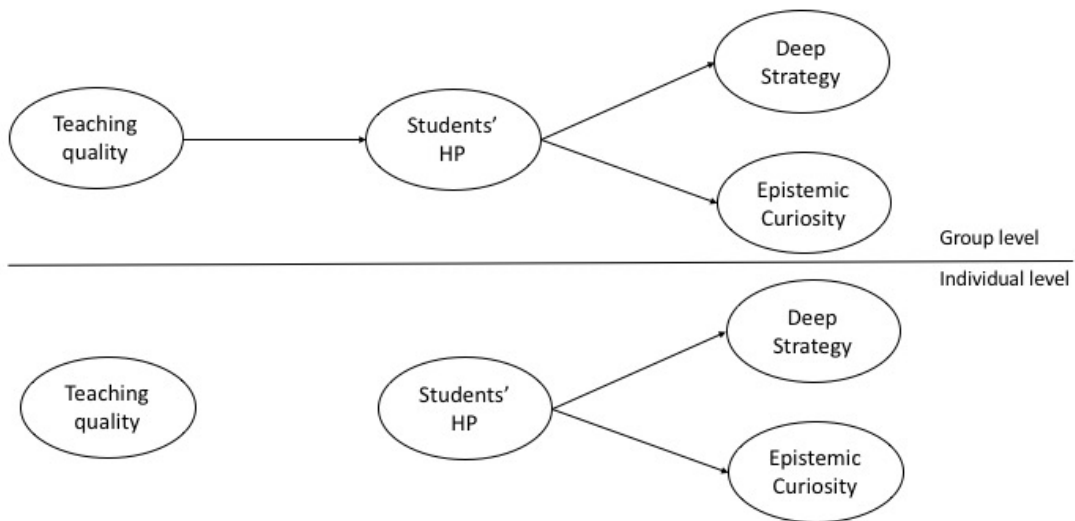 Deep
Strategy
Teaching
quality
Students’
HP
Epistemic
Curiosity
Group level
Individual level
Deep
Strategy
Teaching
quality
Students’
HP
Epistemic
Curiosity